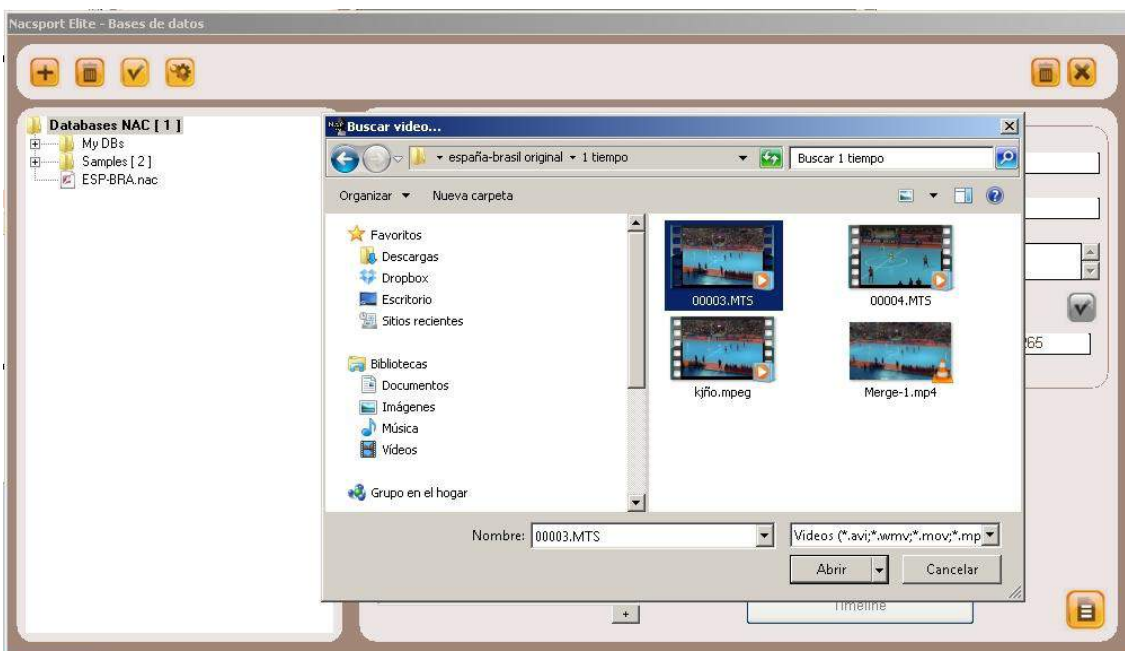 Nacsport Elite - Bases de datos
Databases NAC [ 1 ]
My DBs
Samples [ 2 ]
ESP-BRA.nac
Buscar video...
españa-brasil original 1 tiempo
Buscar 1 tiempo
Organizar
Nueva carpeta
Favoritos
Descargas
Dropbox
Escritorio
Sitios recientes
Bibliotecas
Documentos
Imágenes
Música
Vídeos
Grupo en el hogar
00003.MTS
00004.MTS
kjño.mpeg
Merge-1.mp4
Nombre: 00003.MTS
Videos (*.avi;*.wmv;*.mov;*.mp
Abrir
Cancelar
265
+
Timeline